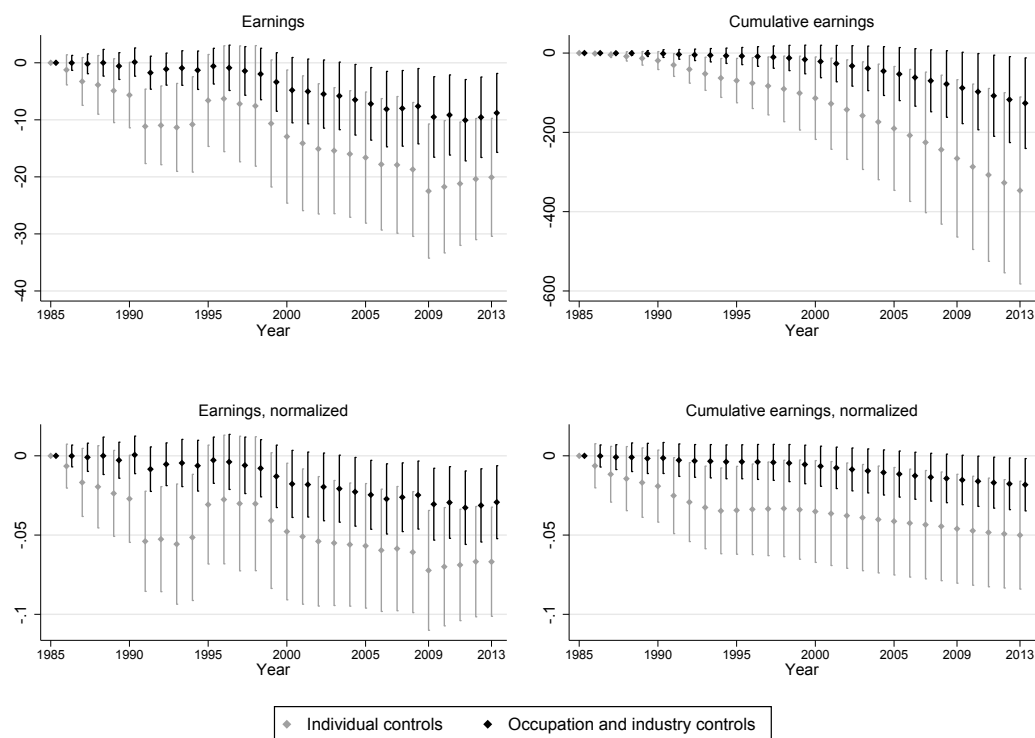 Earnings
0
-10
-20
-30
-40
1985 1990 1995 2000 2005 2009 2013
Year
Cumulative earnings
0
-200
-400
-600
1985 1990 1995 2000 2005 2009 2013
Year
Earnings, normalized
0
-.05
-.1
1985 1990 1995 2000 2005 2009 2013
Year
Cumulative earnings, normalized
0
-.05
-.1
1985 1990 1995 2000 2005 2009 2013
Year
Individual controls Occupation and industry controls